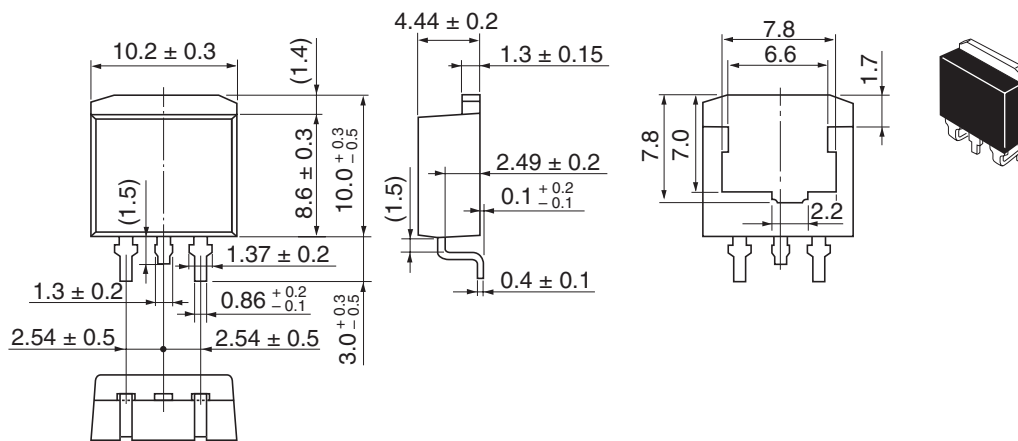 10.2 ± 0.3
(1.4)
8.6 ± 0.3
10.0 + 0.3 − 0.5
(1.5)
1.37 ± 0.2
1.3 ± 0.2
0.86 + 0.2 − 0.1
3.0 + 0.3 − 0.5
2.54 ± 0.5
2.54 ± 0.5
4.44 ± 0.2
1.3 ± 0.15
2.49 ± 0.2
(1.5)
0.1 + 0.2 − 0.1
0.4 ± 0.1
7.8
6.6
1.7
7.8
7.0
2.2